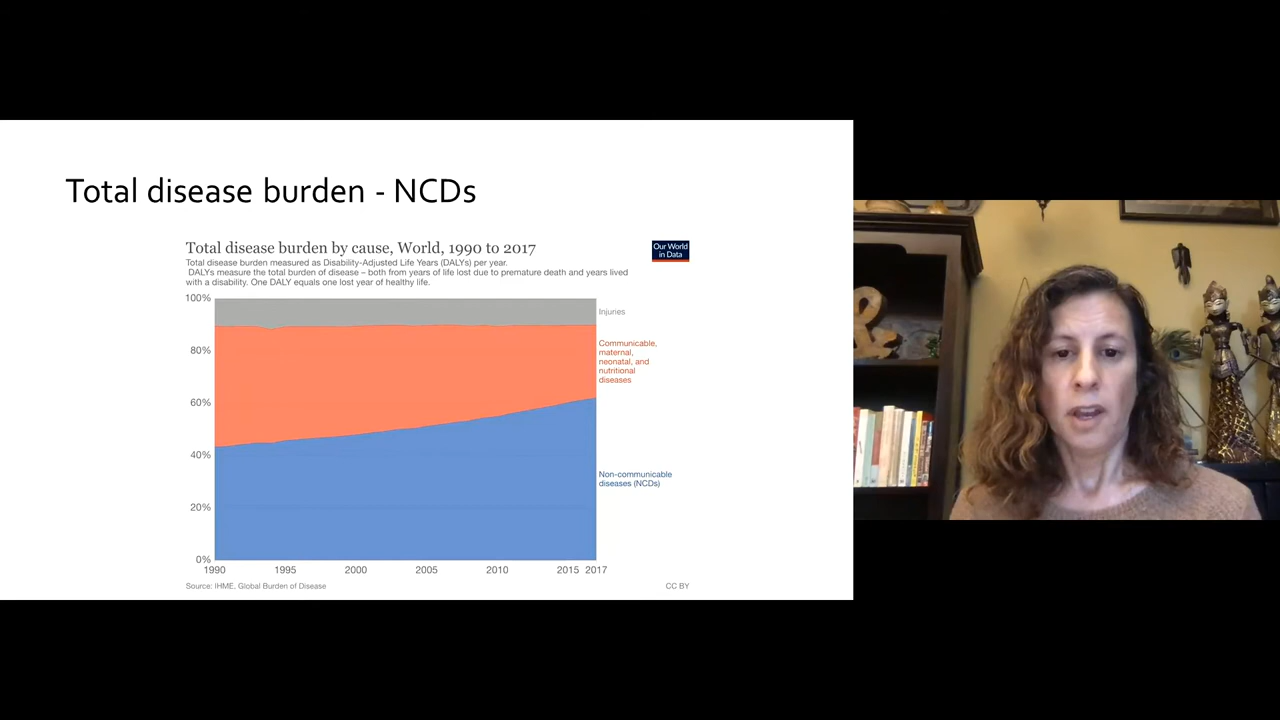 Total disease burden - NCDs
Total disease burden by cause, World, 1990 to 2017
Our World
in Data
Total disease burden measured as Disability-Adjusted Life Years (DALYs) per year.
DALYs measure the total burden of disease – both from years of life lost due to premature death and years lived
with a disability. One DALY equals one lost year of healthy life.
100%
80%
60%
40%
20%
0%
Injuries
Communicable,
maternal,
neonatal, and
nutritional
diseases
Non-communicable
diseases (NCDs)
1990
1995
2000
2005
2010
2015
2017
Source: IHME, Global Burden of Disease
CC BY